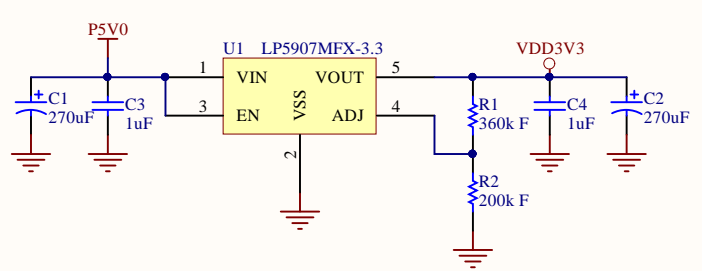 P5V0
U1 LP5907MFX-3.3
VDD3V3
1 VIN VOUT 5
3 EN VSS ADJ 4
2
C1
270uF
C3
1uF
R1
360k F
C4
1uF
C2
270uF
R2
200k F